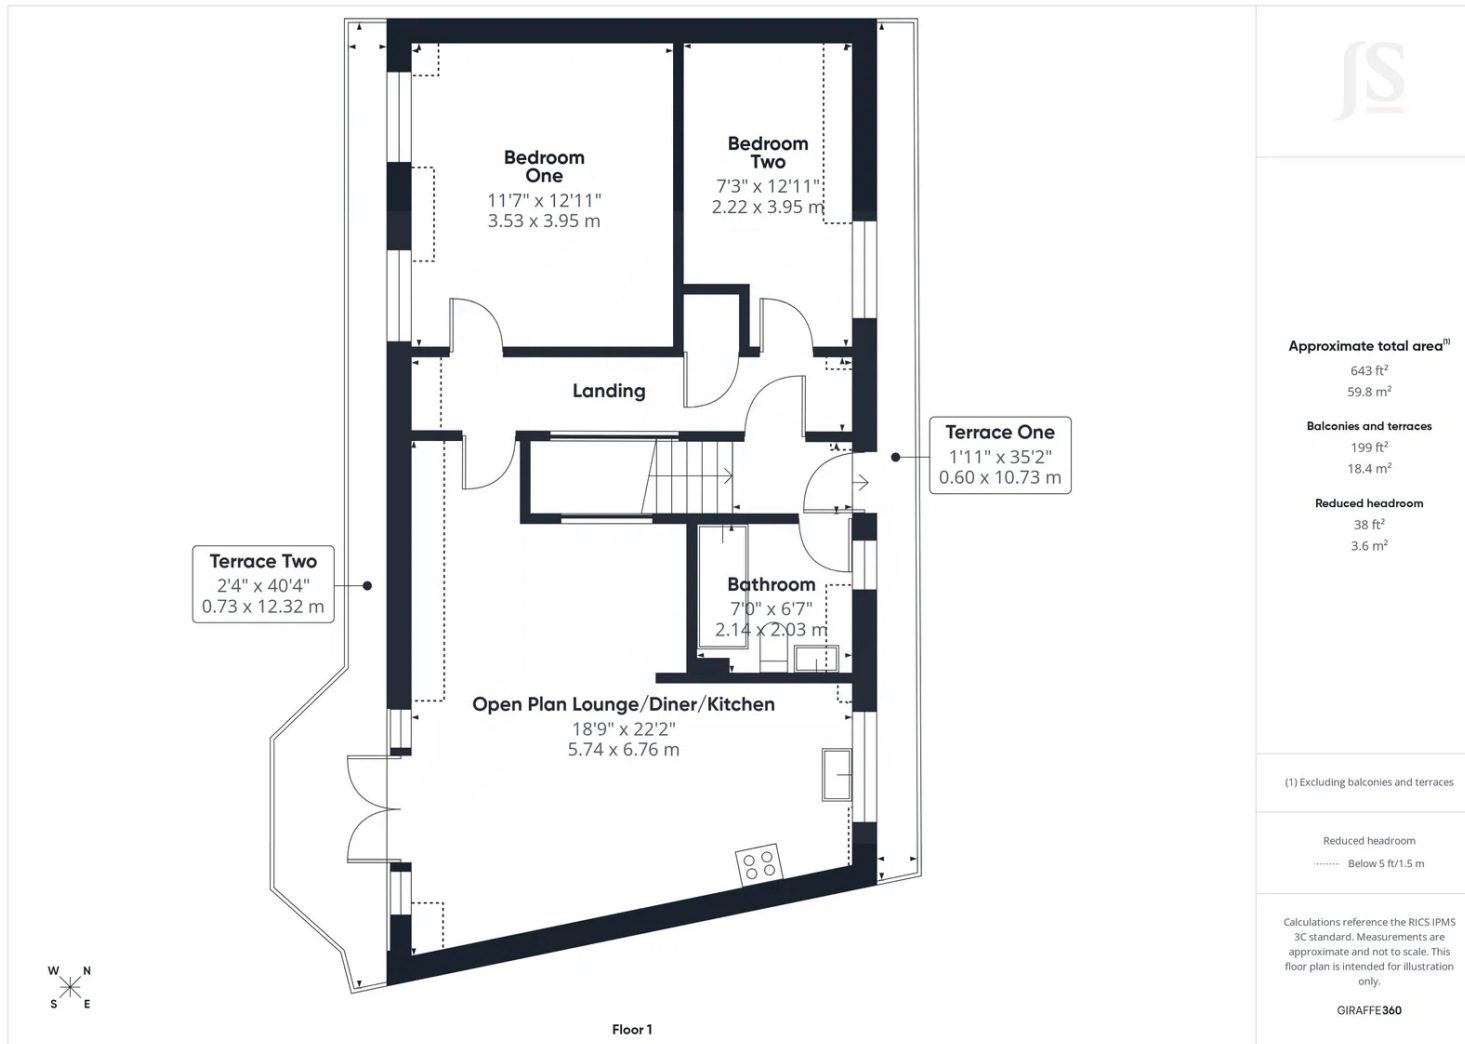 JS
Bedroom
One
11'7" x 12'11"
3.53 x 3.95 m
Bedroom
Two
7'3" x 12'11"
2.22 x 3.95 m
Landing
Terrace One
1'11" x 35'2"
0.60 x 10.73 m
Terrace Two
2'4" x 40'4"
0.73 x 12.32 m
Bathroom
7'0" x 6'7"
2.14 x 2.03 m
Open Plan Lounge/Diner/Kitchen
18'9" x 22'2"
5.74 x 6.76 m
W N
S E
Floor 1
Approximate total area(1)
643 ft²
59.8 m²
Balconies and terraces
199 ft²
18.4 m²
Reduced headroom
38 ft²
3.6 m²
(1) Excluding balconies and terraces
Reduced headroom
Below 5 ft/1.5 m
Calculations reference the RICS IPMS
3C standard. Measurements are
approximate and not to scale. This
floor plan is intended for illustration
only.
GIRAFFE360